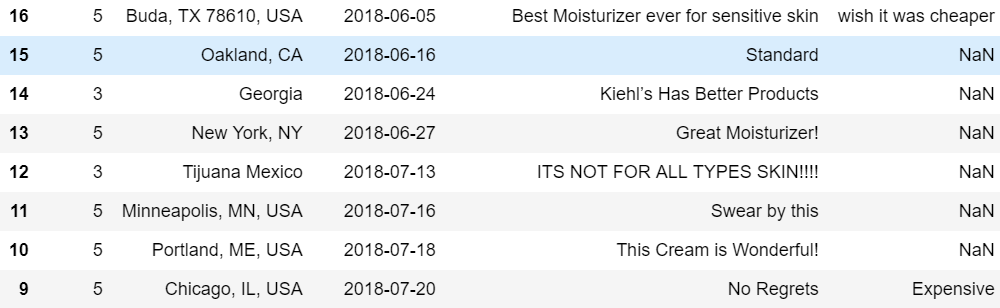 16 5 Buda, TX 78610, USA 2018-06-05 Best Moisturizer ever for sensitive skin wish it was cheaper
15 5 Oakland, CA 2018-06-16 Standard NaN
14 3 Georgia 2018-06-24 Kiehl’s Has Better Products NaN
13 5 New York, NY 2018-06-27 Great Moisturizer! NaN
12 3 Tijuana Mexico 2018-07-13 ITS NOT FOR ALL TYPES SKIN!!!! NaN
11 5 Minneapolis, MN, USA 2018-07-16 Swear by this NaN
10 5 Portland, ME, USA 2018-07-18 This Cream is Wonderful! NaN
9 5 Chicago, IL, USA 2018-07-20 No Regrets Expensive